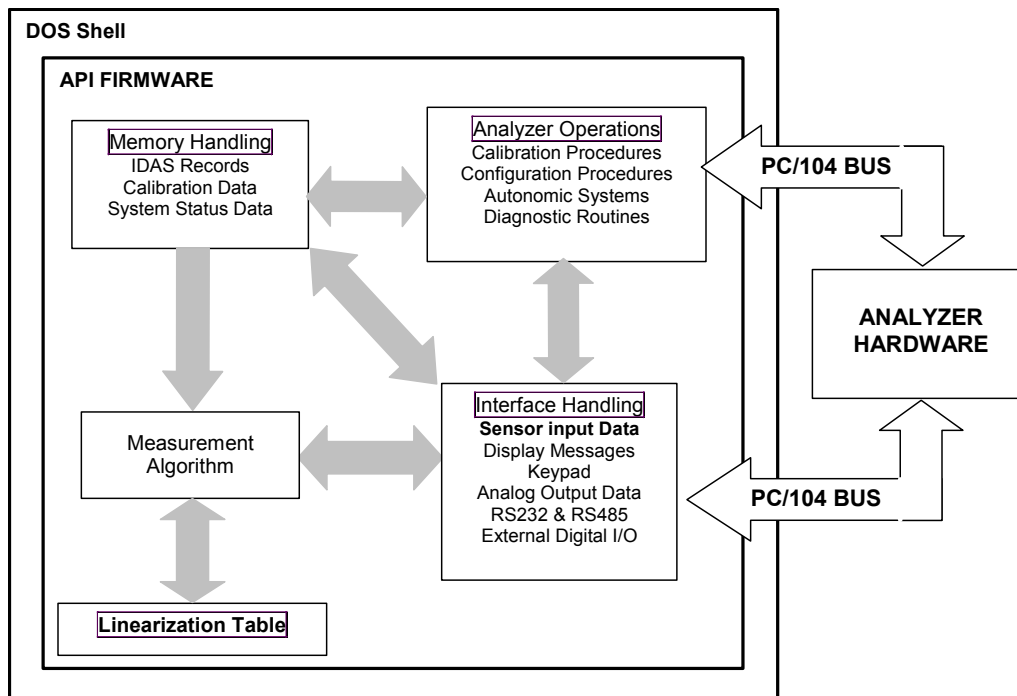 DOS Shell
API FIRMWARE
Memory Handling
IDAS Records
Calibration Data
System Status Data
Analyzer Operations
Calibration Procedures
Configuration Procedures
Autonomic Systems
Diagnostic Routines
PC/104 BUS
ANALYZER
HARDWARE
Measurement
Algorithm
Interface Handling
Sensor input Data
Display Messages
Keypad
Analog Output Data
RS232 & RS485
External Digital I/O
PC/104 BUS
Linearization Table